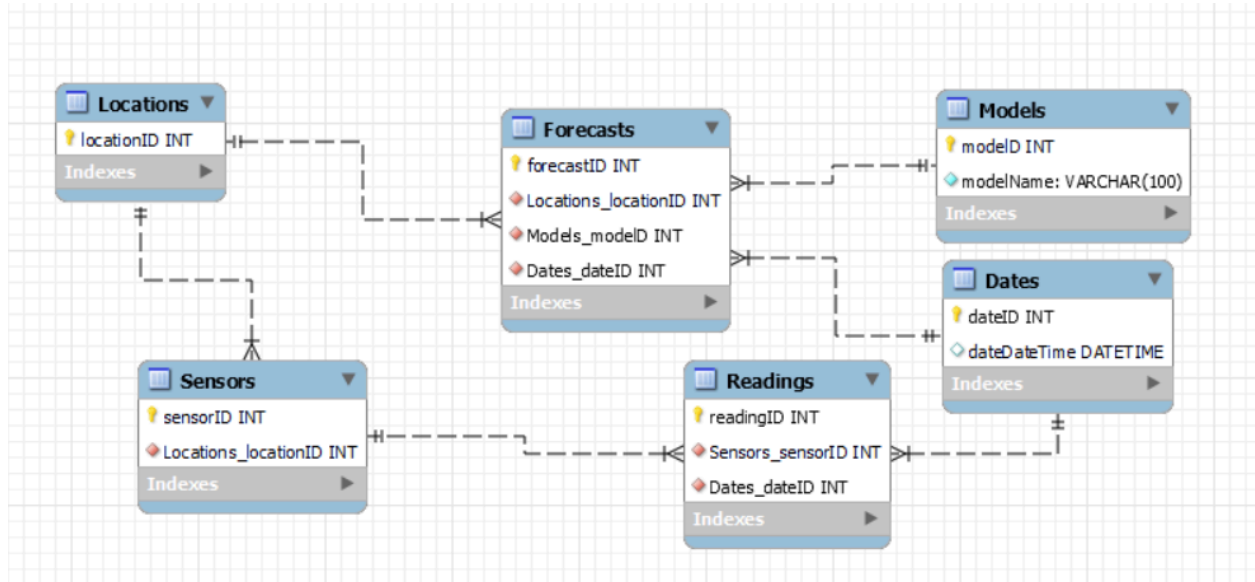 Locations
locationID INT
Indexes
Forecasts
forecastID INT
Locations_locationID INT
Models_modelD INT
Dates_dateID INT
Indexes
Models
modelD INT
modelName: VARCHAR(100)
Indexes
Dates
dateID INT
dateDateTime DATETIME
Indexes
Sensors
sensorID INT
Locations_locationID INT
Indexes
Readings
readingID INT
Sensors_sensorID INT
Dates_dateID INT
Indexes